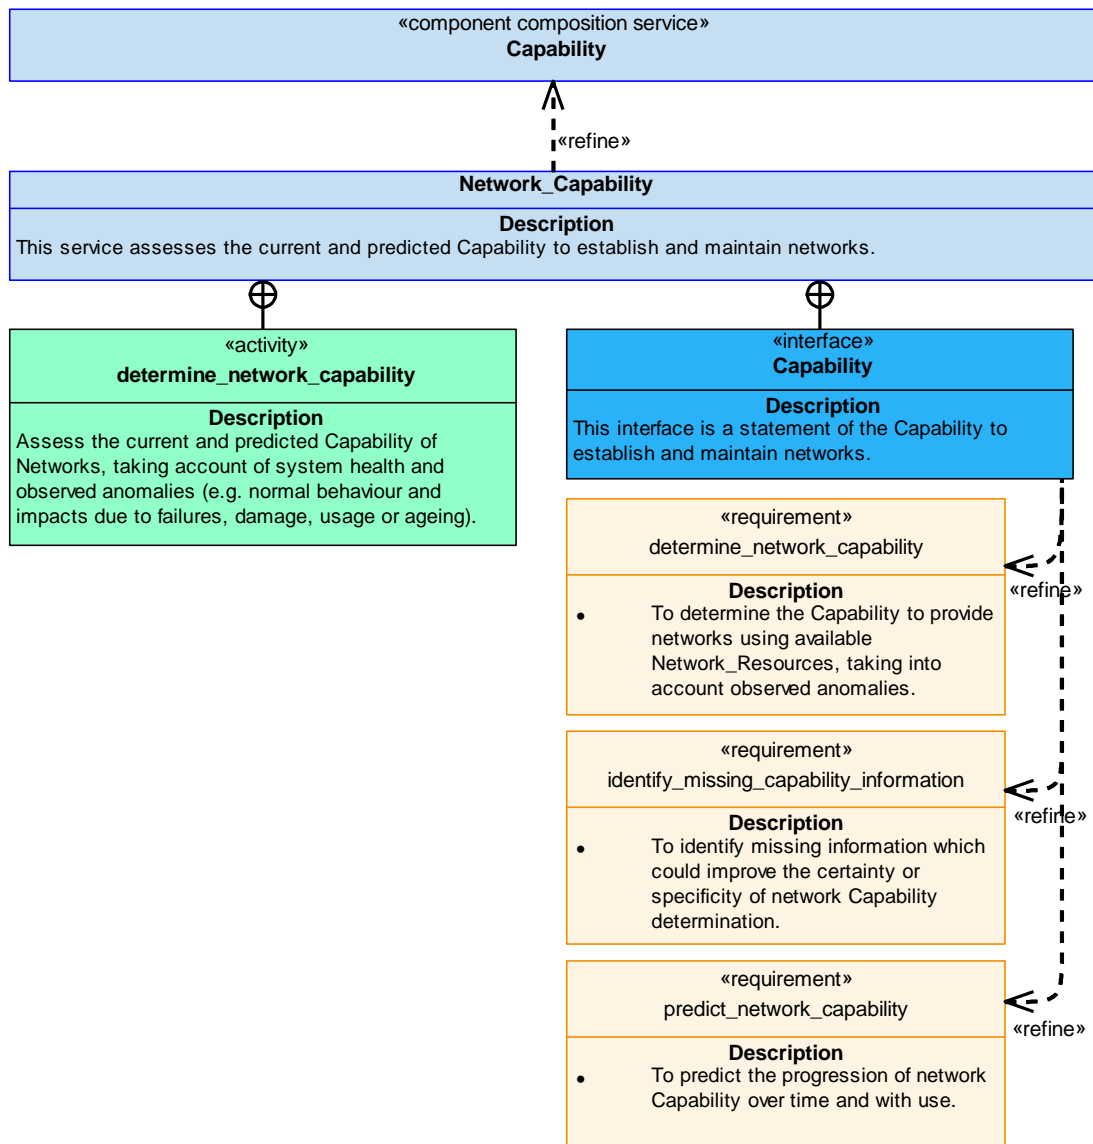 «component composition service»
Capability
«refine»
Network_Capability
Description
This service assesses the current and predicted Capability to establish and maintain networks.
«activity»
determine_network_capability
Description
Assess the current and predicted Capability of
Networks, taking account of system health and
observed anomalies (e.g. normal behaviour and
impacts due to failures, damage, usage or ageing).
«interface»
Capability
Description
This interface is a statement of the Capability to
establish and maintain networks.
«requirement»
determine_network_capability
«refine»
Description
• To determine the Capability to provide
networks using available
Network_Resources, taking into
account observed anomalies.
«requirement»
identify_missing_capability_information
«refine»
Description
• To identify missing information which
could improve the certainty or
specificity of network Capability
determination.
«requirement»
predict_network_capability
«refine»
Description
• To predict the progression of network
Capability over time and with use.